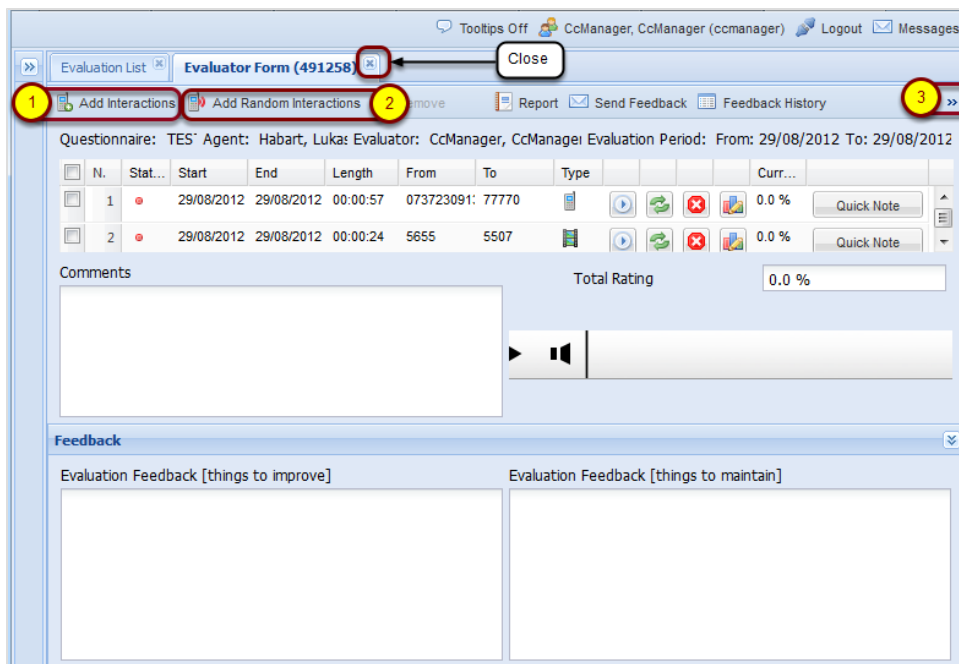 Tooltips Off CcManager, CcManager (ccmanager) Logout Messages
Evaluation List Evaluator Form (491258) Close
1 Add Interactions Add Random Interactions 2 Report Send Feedback Feedback History 3
Questionnaire: TES Agent: Habart, Lukas Evaluator: CcManager, CcManager Evaluation Period: From: 29/08/2012 To: 29/08/2012
N. Stat... Start End Length From To Type Curr...
1 29/08/2012 29/08/2012 00:00:57 073723091 77770 0.0 % Quick Note
2 29/08/2012 29/08/2012 00:00:24 5655 5507 0.0 % Quick Note
Comments Total Rating 0.0 %
Feedback
Evaluation Feedback [things to improve] Evaluation Feedback [things to maintain]